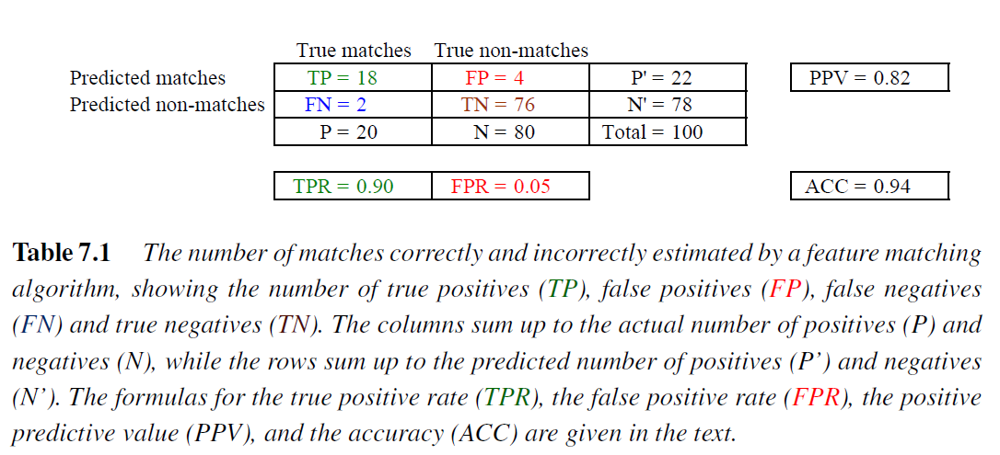 True matches True non-matches
Predicted matches TP = 18 FP = 4 P' = 22 PPV = 0.82
Predicted non-matches FN = 2 TN = 76 N' = 78
P = 20 N = 80 Total = 100
TPR = 0.90 FPR = 0.05 ACC = 0.94
Table 7.1 The number of matches correctly and incorrectly estimated by a feature matching
algorithm, showing the number of true positives (TP), false positives (FP), false negatives
(FN) and true negatives (TN). The columns sum up to the actual number of positives (P) and
negatives (N), while the rows sum up to the predicted number of positives (P’) and negatives
(N’). The formulas for the true positive rate (TPR), the false positive rate (FPR), the positive
predictive value (PPV), and the accuracy (ACC) are given in the text.